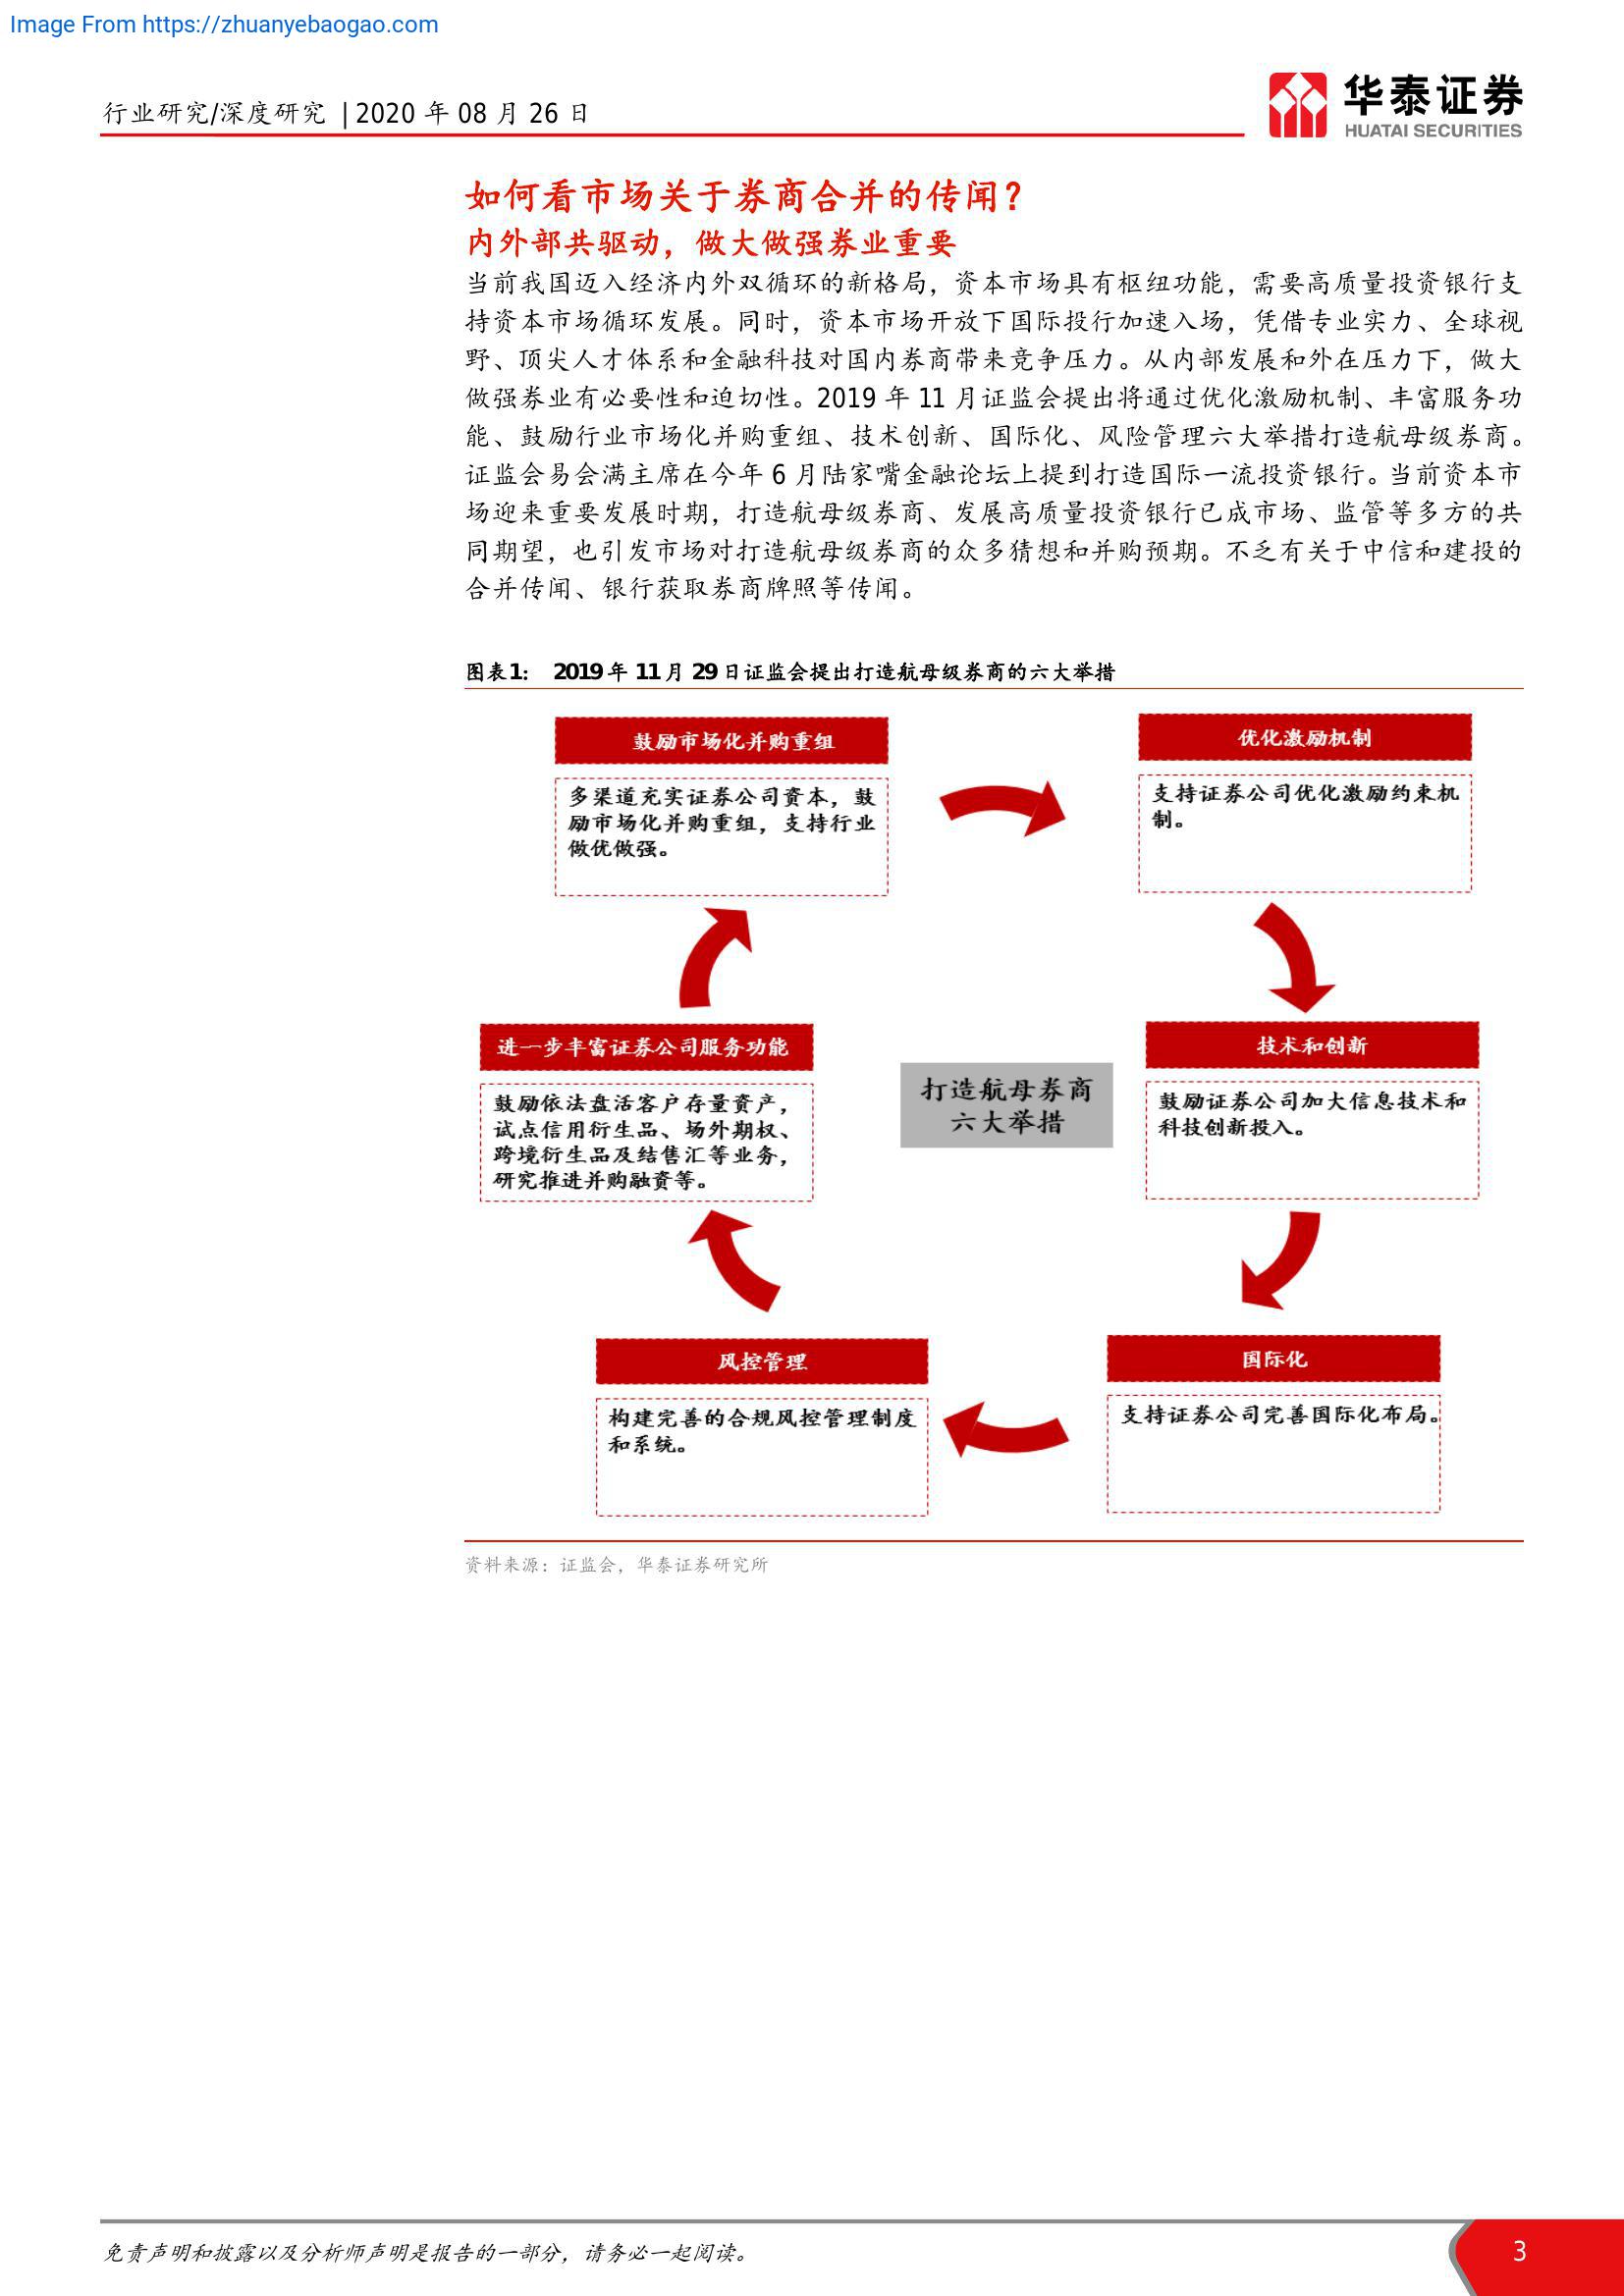 Image From https://zhuanyebaogao.com
行业研究/深度研究 | 2020 年 08 月 26 日
华泰证券
HUATAI SECURITIES
如何看市场关于券商合并的传闻？
内外部共驱动，做大做强券业重要
当前我国迈入经济内外双循环的新格局，资本市场具有枢纽功能，需要高质量投资银行支
持资本市场循环发展。同时，资本市场开放下国际投行加速入场，凭借专业实力、全球视
野、顶尖人才体系和金融科技对国内券商带来竞争压力。从内部发展和外在压力下，做大
做强券业有必要性和迫切性。2019 年 11 月证监会提出将通过优化激励机制、丰富服务功
能、鼓励行业市场化并购重组、技术创新、国际化、风险管理六大举措打造航母级券商。
证监会易会满主席在今年 6 月陆家嘴金融论坛上提到打造国际一流投资银行。当前资本市
场迎来重要发展时期，打造航母级券商、发展高质量投资银行已成市场、监管等多方的共
同期望，也引发市场对打造航母级券商的众多猜想和并购预期。不乏有关于中信和建投的
合并传闻、银行获取券商牌照等传闻。
图表1： 2019 年 11 月 29 日证监会提出打造航母级券商的六大举措
鼓励市场化并购重组
多渠道充实证券公司资本，鼓
励市场化并购重组，支持行业
做优做强。
优化激励机制
支持证券公司优化激励约束机
制。
进一步丰富证券公司服务功能
鼓励依法盘活客户存量资产，
试点信用衍生品、场外期权、
跨境衍生品及结售汇等业务，
研究推进并购融资等。
打造航母券商
六大举措
技术和创新
鼓励证券公司加大信息技术和
科技创新投入。
风控管理
构建完善的合规风控管理制度
和系统。
国际化
支持证券公司完善国际化布局。
资料来源：证监会，华泰证券研究所
免责声明和披露以及分析师声明是报告的一部分，请务必一起阅读。
3